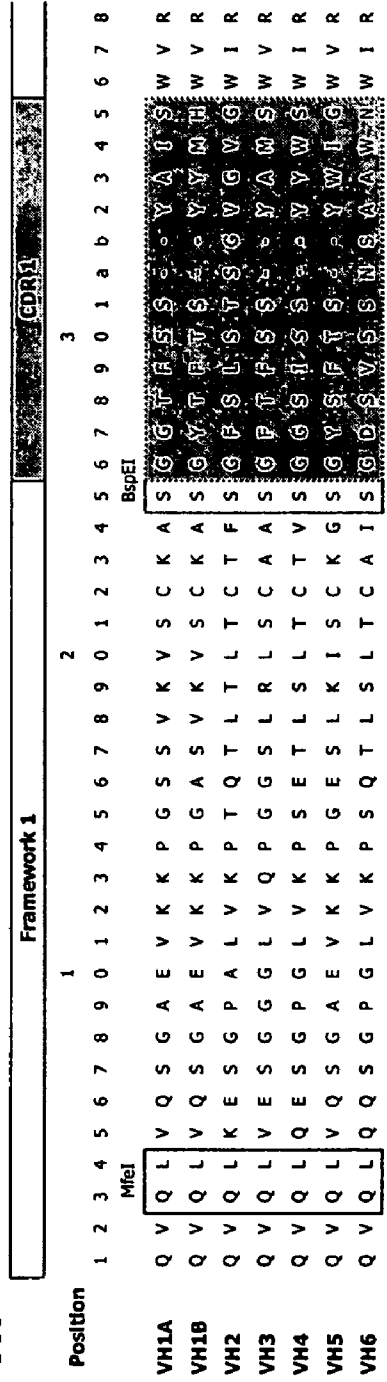 Framework 1 CDR 1
Position 1 2 3
1 2 3 4 5 6 7 8 9 0 1 2 3 4 5 6 7 8 9 0 1 2 3 4 5 6 7 8 9 0 1 a b 2 3 4 5 6 7 8
MfeI BspEI
VH1A Q V Q L V Q S G A E V K K P G S S V K V S C K A S G G T F S S - - Y A I S W V R
VH1B Q V Q L V Q S G A E V K K P G A S V K V S C K A S G Y T F T S - - Y Y M H W V R
VH2 Q V Q L K E S G P A L V K P T Q T L T L T C T F S G F S L S T S G V G V G W I R
VH3 Q V Q L V E S G G G L V Q P G G S L R L S C A A S G F T F S S - - Y A M S W V R
VH4 Q V Q L Q E S G P G L V K P S E T L S L T C T V S G G S I S S - - Y Y W S W I R
VH5 Q V Q L V Q S G A E V K K P G E S L K I S C K G S G Y S F T S - - Y W I G W V R
VH6 Q V Q L Q Q S G P G L V K P S Q T L S L T C A I S G D S V S S N S A A W N W I R